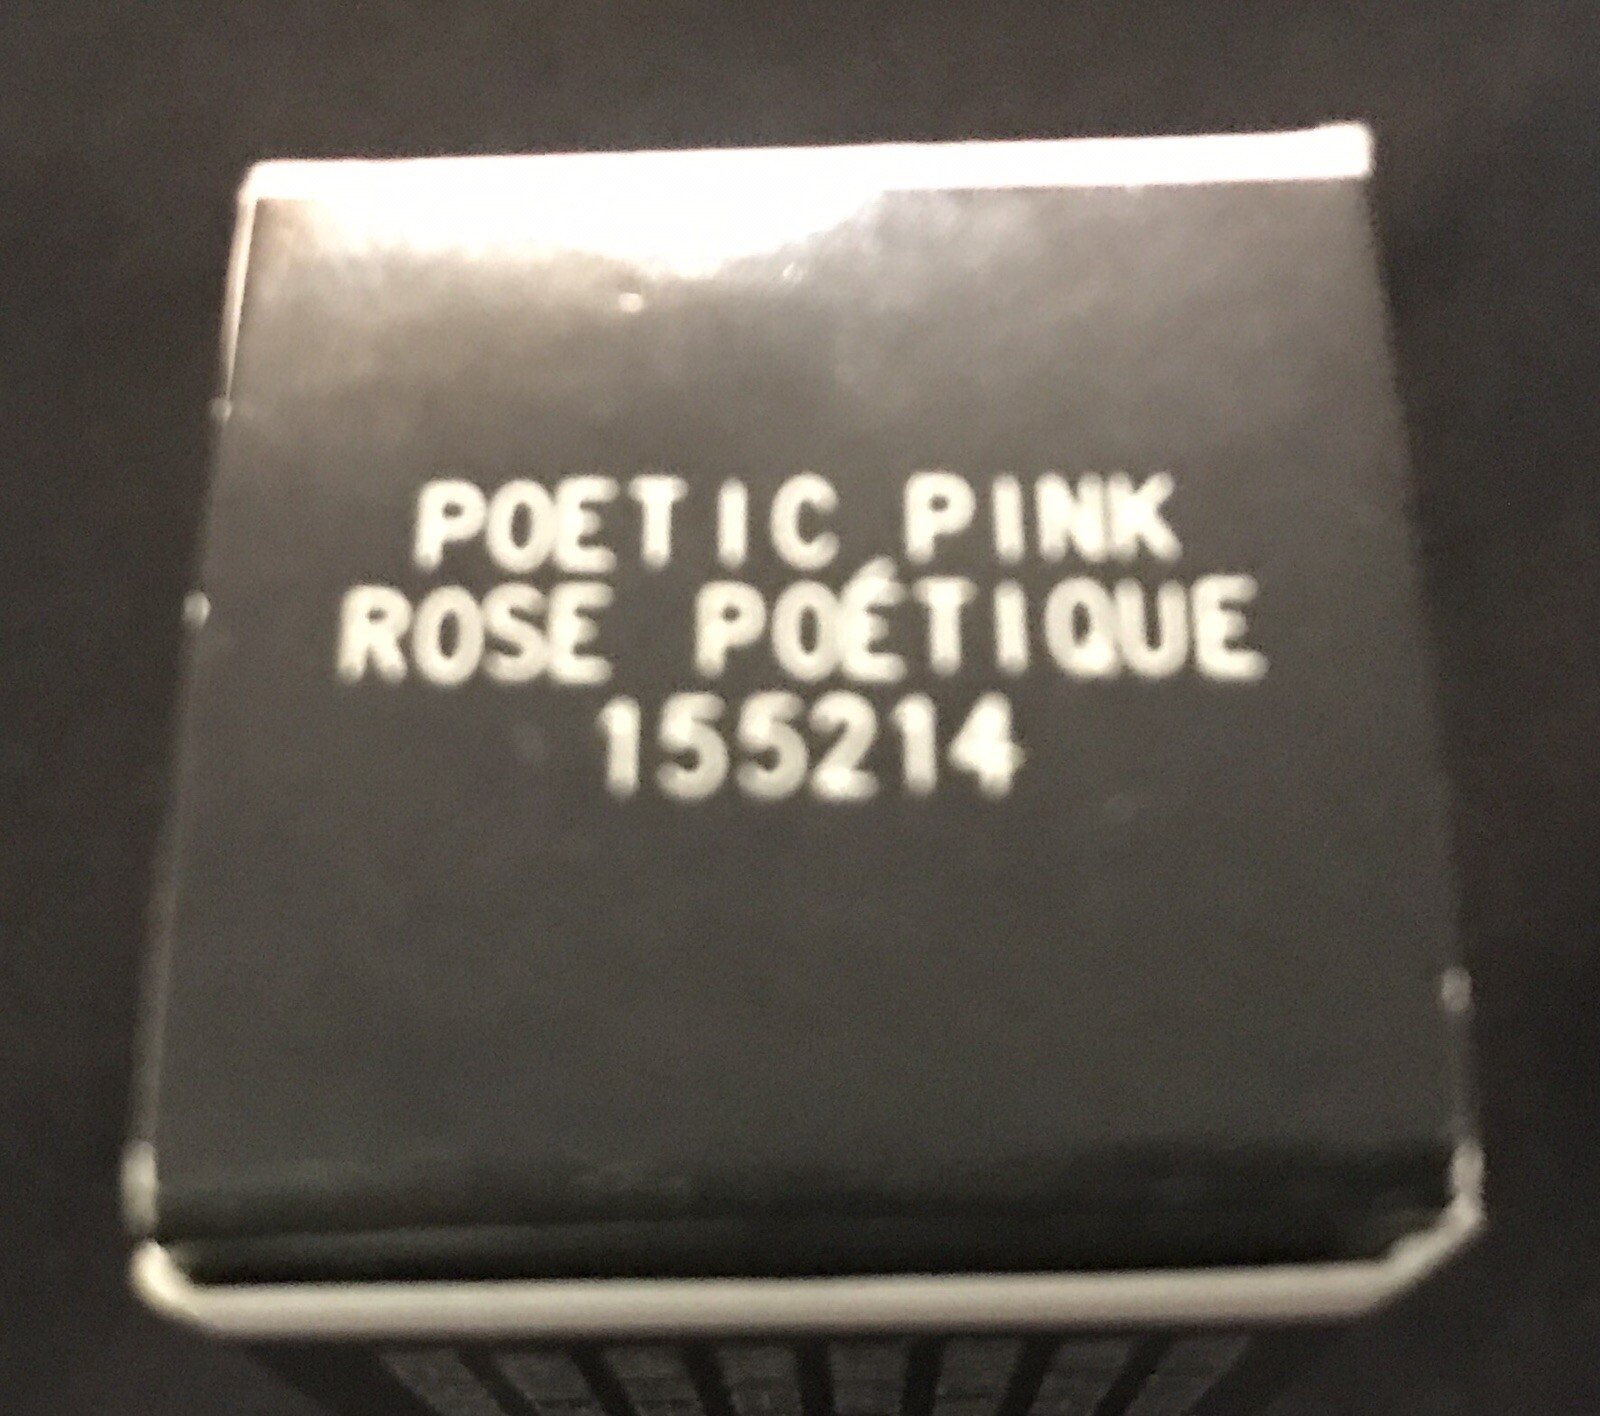 POETIC PINK
ROSE POÉTIQUE
155214